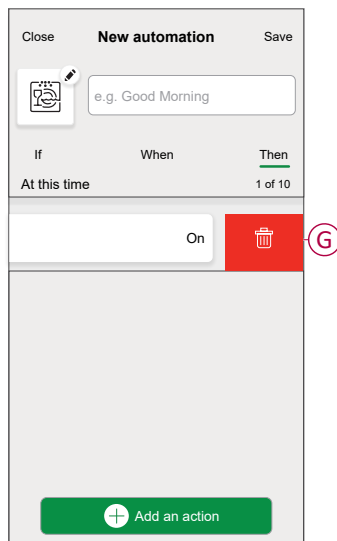 Close New automation Save
e.g. Good Morning
If When Then
At this time 1 of 10
On
G
Add an action